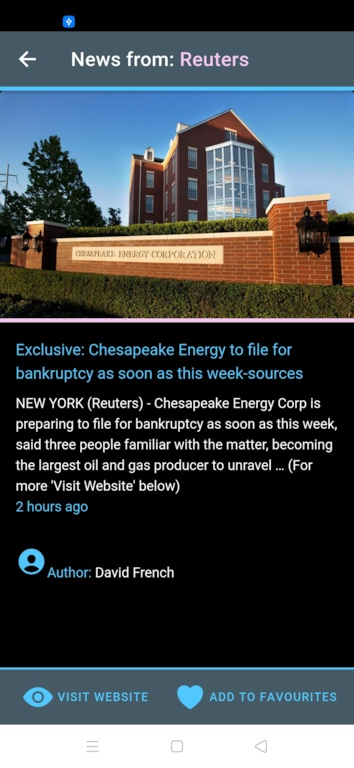 News from: Reuters
CHESAPEAKE ENERGY CORPORATION
Exclusive: Chesapeake Energy to file for
bankruptcy as soon as this week-sources
NEW YORK (Reuters) - Chesapeake Energy Corp is
preparing to file for bankruptcy as soon as this week,
said three people familiar with the matter, becoming
the largest oil and gas producer to unravel … (For
more 'Visit Website' below)
2 hours ago
Author: David French
VISIT WEBSITE
ADD TO FAVOURITES